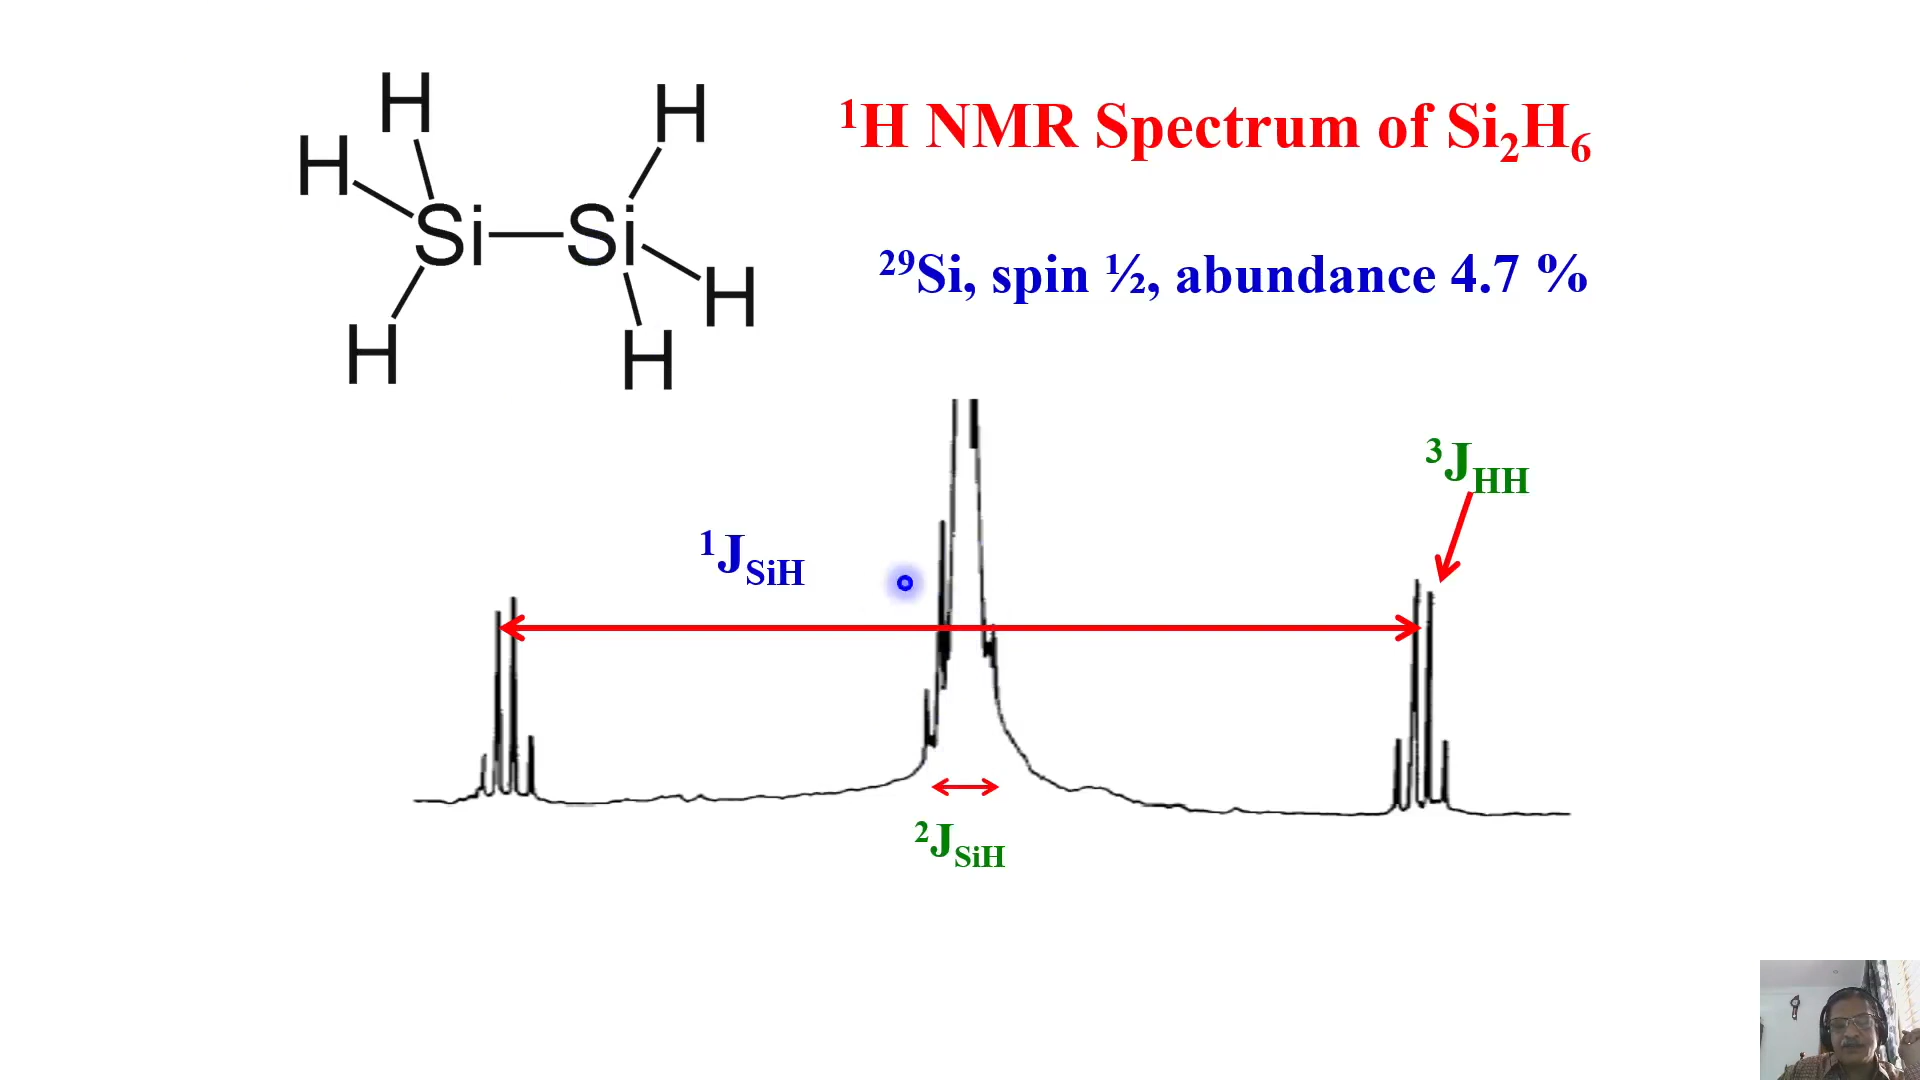 H
H
H
¹H NMR Spectrum of Si₂H₆
Si
Si
²⁹Si, spin ½, abundance 4.7 %
H
H
H
³J_HH
¹J_SiH
²J_SiH